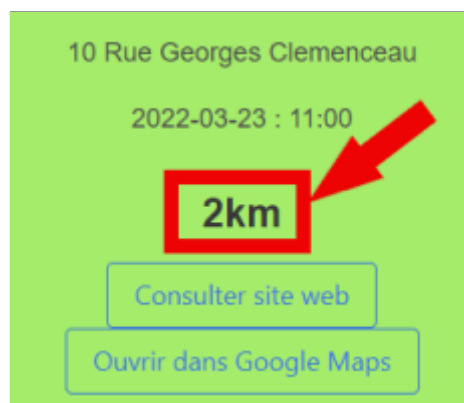 10 Rue Georges Clemenceau
2022-03-23 : 11:00
2km
Consulter site web
Ouvrir dans Google Maps